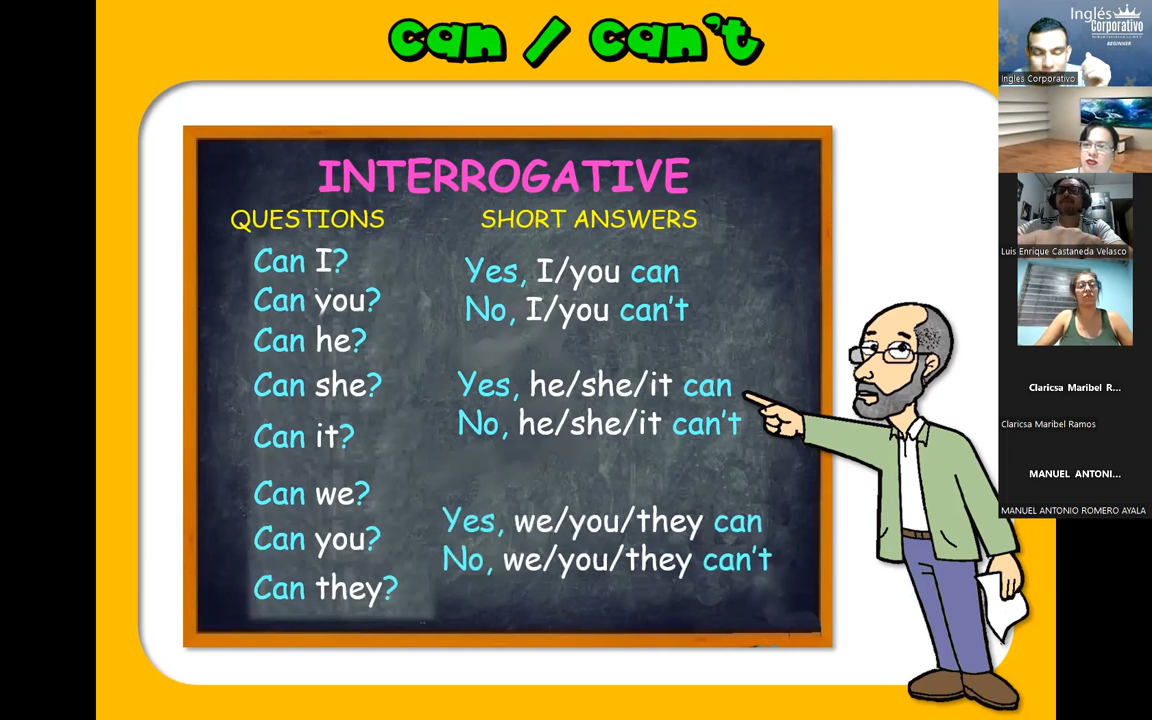 can / can't
INTERROGATIVE
QUESTIONS
SHORT ANSWERS
Can I?
Can you?
Can he?
Can she?
Can it?
Can we?
Can you?
Can they?
Yes, I/you can
No, I/you can't
Yes, he/she/it can
No, he/she/it can't
Yes, we/you/they can
No, we/you/they can't
Inglés
Corporativo
BEGINNER
Ingles Corporativo
Luis Enrique Castaneda Velasco
Claricsa Maribel R...
Claricsa Maribel Ramos
MANUEL ANTONI...
MANUEL ANTONIO ROMERO AYALA